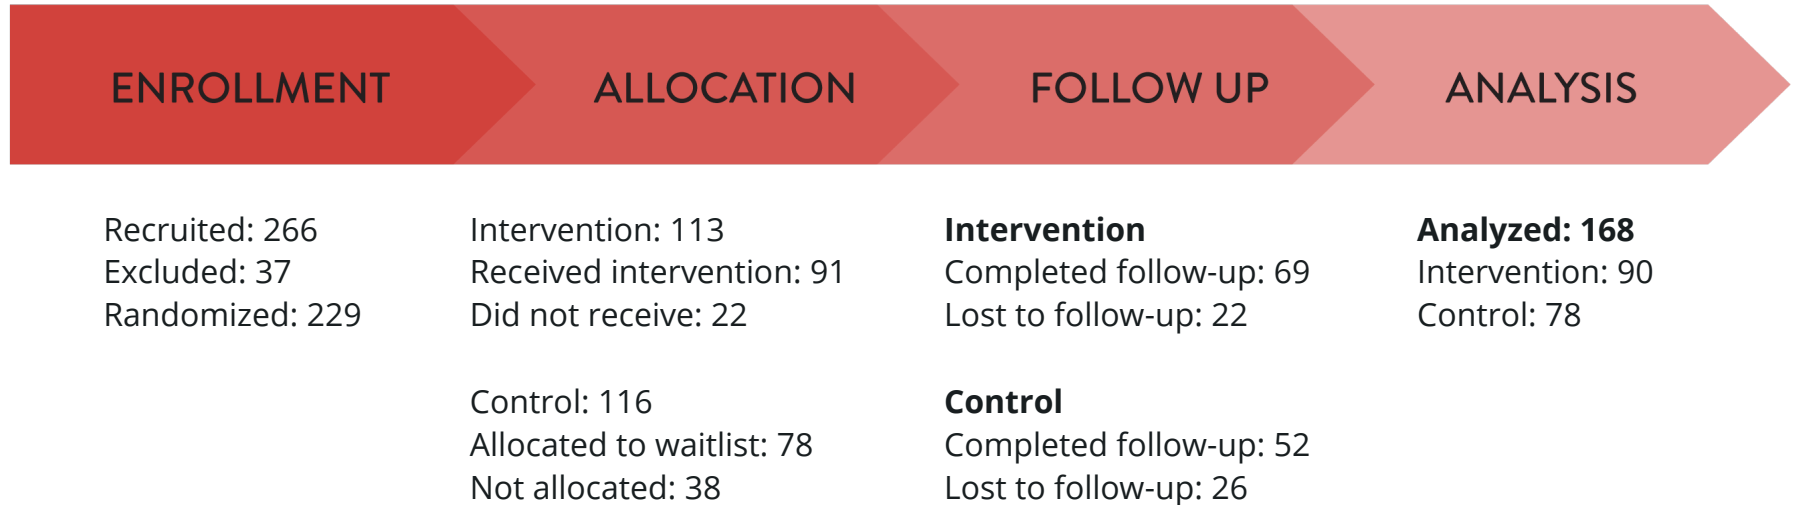 ENROLLMENT
ALLOCATION
FOLLOW UP
ANALYSIS
Recruited: 266
Excluded: 37
Randomized: 229
Intervention: 113
Received intervention: 91
Did not receive: 22
Control: 116
Allocated to waitlist: 78
Not allocated: 38
Intervention
Completed follow-up: 69
Lost to follow-up: 22
Control
Completed follow-up: 52
Lost to follow-up: 26
Analyzed: 168
Intervention: 90
Control: 78